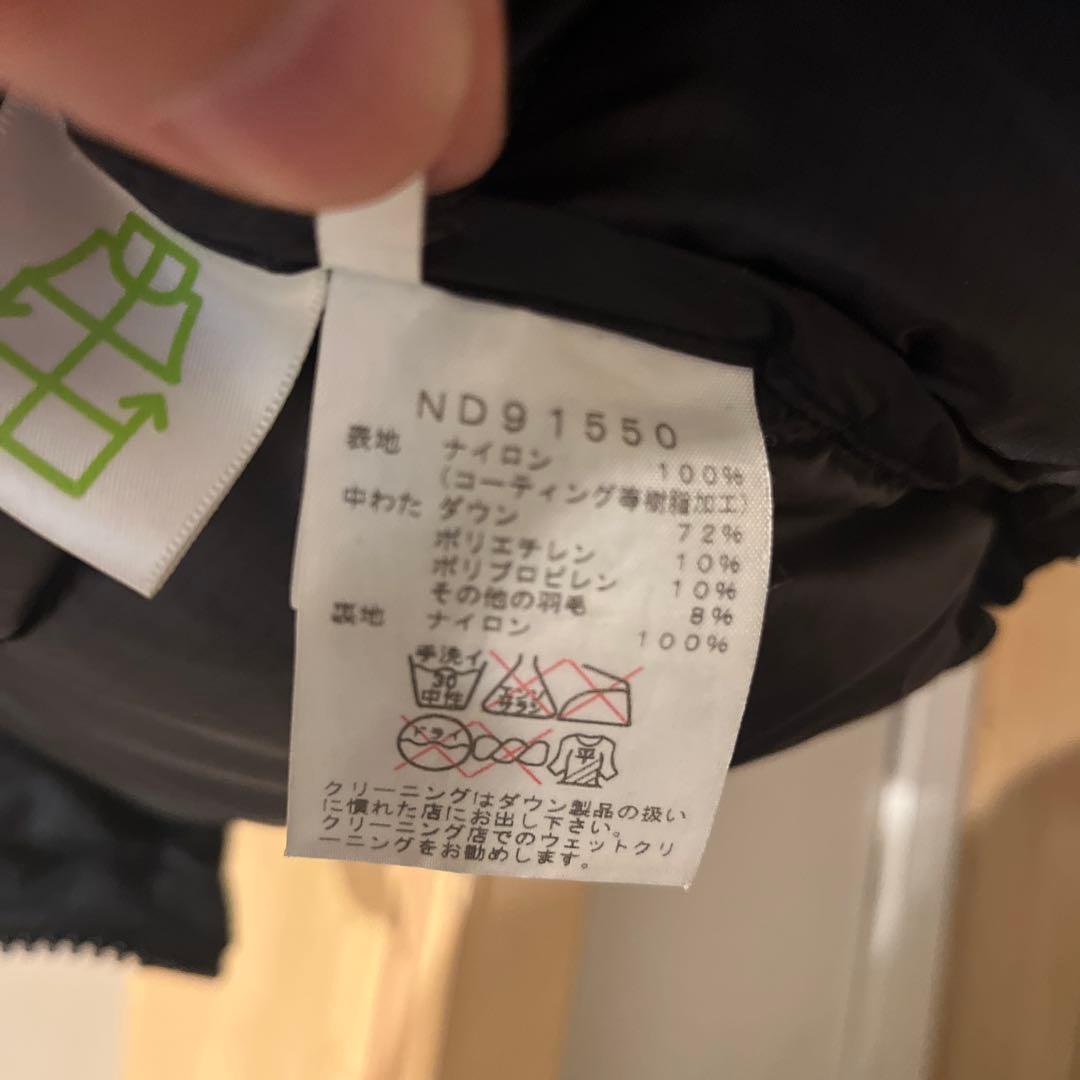 ND91550
表地 ナイロン 100%
(コーティング等樹脂加工)
中わた ダウン 72%
ポリエチレン 10%
ポリプロピレン 10%
その他の羽毛 8%
裏地 ナイロン 100%
手洗イ
30
中性
エンソ
サラシ
ドライ
平
クリーニングはダウン製品の扱い
に慣れた店にお出し下さい。
クリーニング店でのウェットクリ
ーニングをお勧めします。